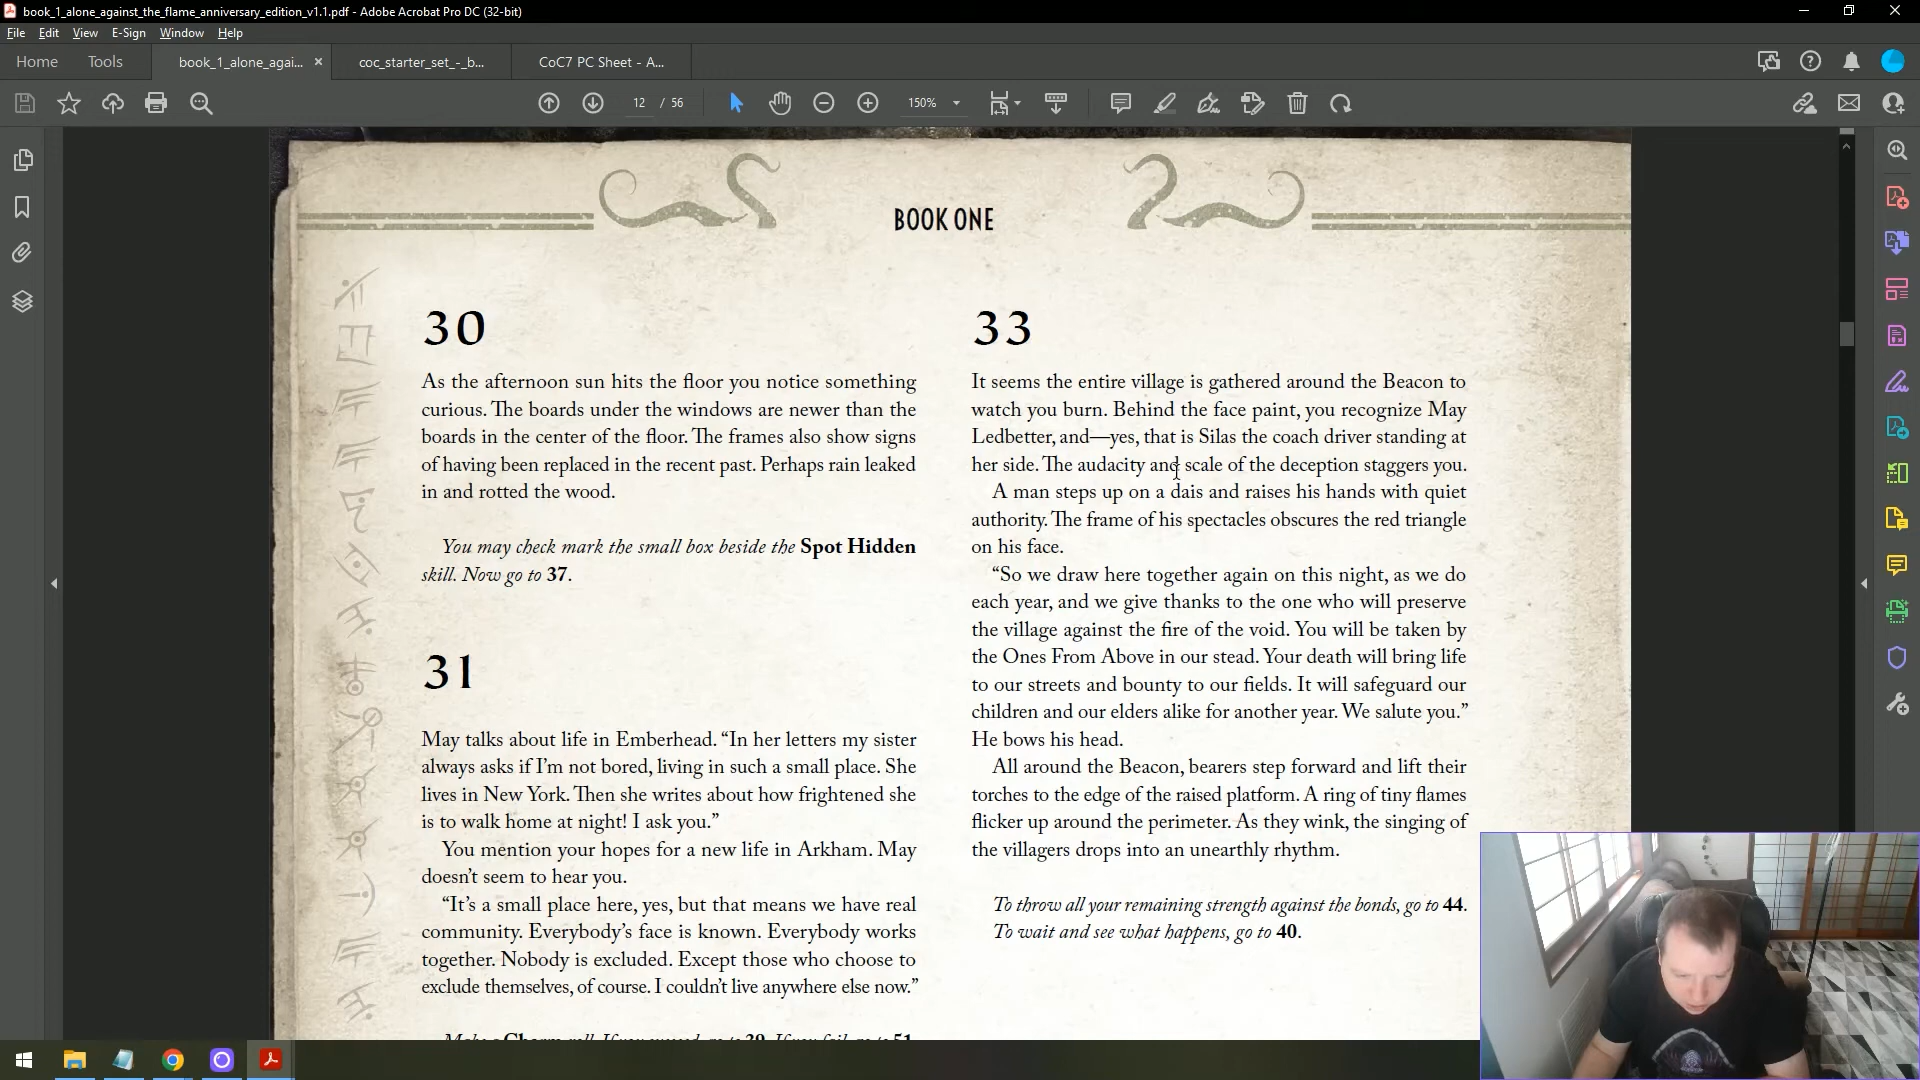 book_1_alone_against_the_flame_anniversary_edition_v1.1.pdf - Adobe Acrobat Pro DC (32-bit)
File Edit View E-Sign Window Help
Home Tools book_1_alone_agai... × coc_starter_set_-_b... CoC7 PC Sheet - A...
12 / 56 150%
BOOK ONE
30
As the afternoon sun hits the floor you notice something
curious. The boards under the windows are newer than the
boards in the center of the floor. The frames also show signs
of having been replaced in the recent past. Perhaps rain leaked
in and rotted the wood.
You may check mark the small box beside the Spot Hidden
skill. Now go to 37.
31
May talks about life in Emberhead. “In her letters my sister
always asks if I’m not bored, living in such a small place. She
lives in New York. Then she writes about how frightened she
is to walk home at night! I ask you.”
You mention your hopes for a new life in Arkham. May
doesn’t seem to hear you.
“It’s a small place here, yes, but that means we have real
community. Everybody’s face is known. Everybody works
together. Nobody is excluded. Except those who choose to
exclude themselves, of course. I couldn’t live anywhere else now.”
Make a Charm roll. If you succeed, go to 39. If you fail, go to 51.
33
It seems the entire village is gathered around the Beacon to
watch you burn. Behind the face paint, you recognize May
Ledbetter, and—yes, that is Silas the coach driver standing at
her side. The audacity and scale of the deception staggers you.
A man steps up on a dais and raises his hands with quiet
authority. The frame of his spectacles obscures the red triangle
on his face.
“So we draw here together again on this night, as we do
each year, and we give thanks to the one who will preserve
the village against the fire of the void. You will be taken by
the Ones From Above in our stead. Your death will bring life
to our streets and bounty to our fields. It will safeguard our
children and our elders alike for another year. We salute you.”
He bows his head.
All around the Beacon, bearers step forward and lift their
torches to the edge of the raised platform. A ring of tiny flames
flicker up around the perimeter. As they wink, the singing of
the villagers drops into an unearthly rhythm.
To throw all your remaining strength against the bonds, go to 44.
To wait and see what happens, go to 40.